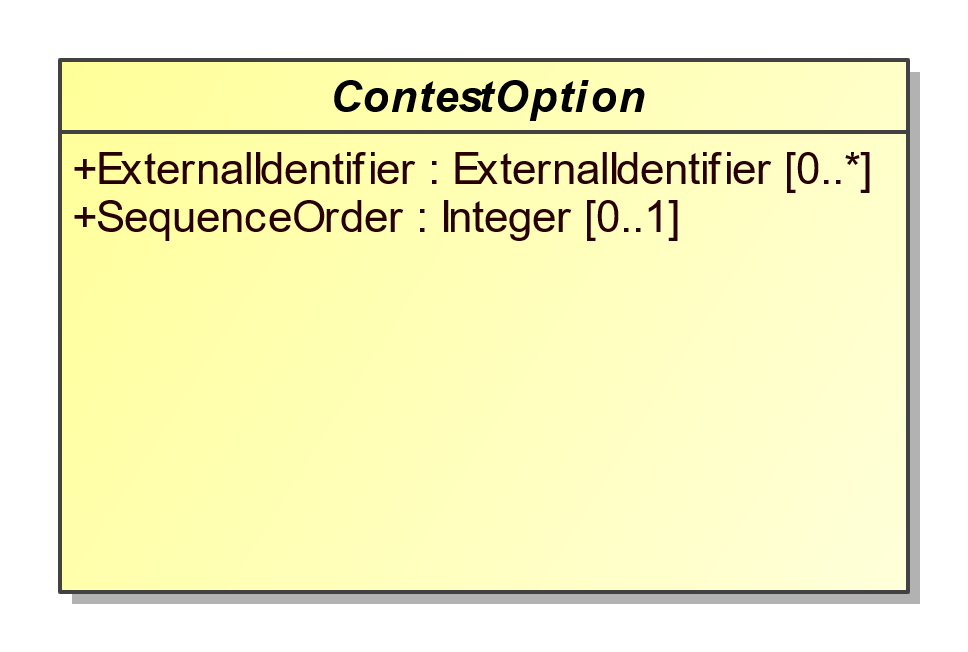 ContestOption
+ExternalIdentifier : ExternalIdentifier [0..*]
+SequenceOrder : Integer [0..1]